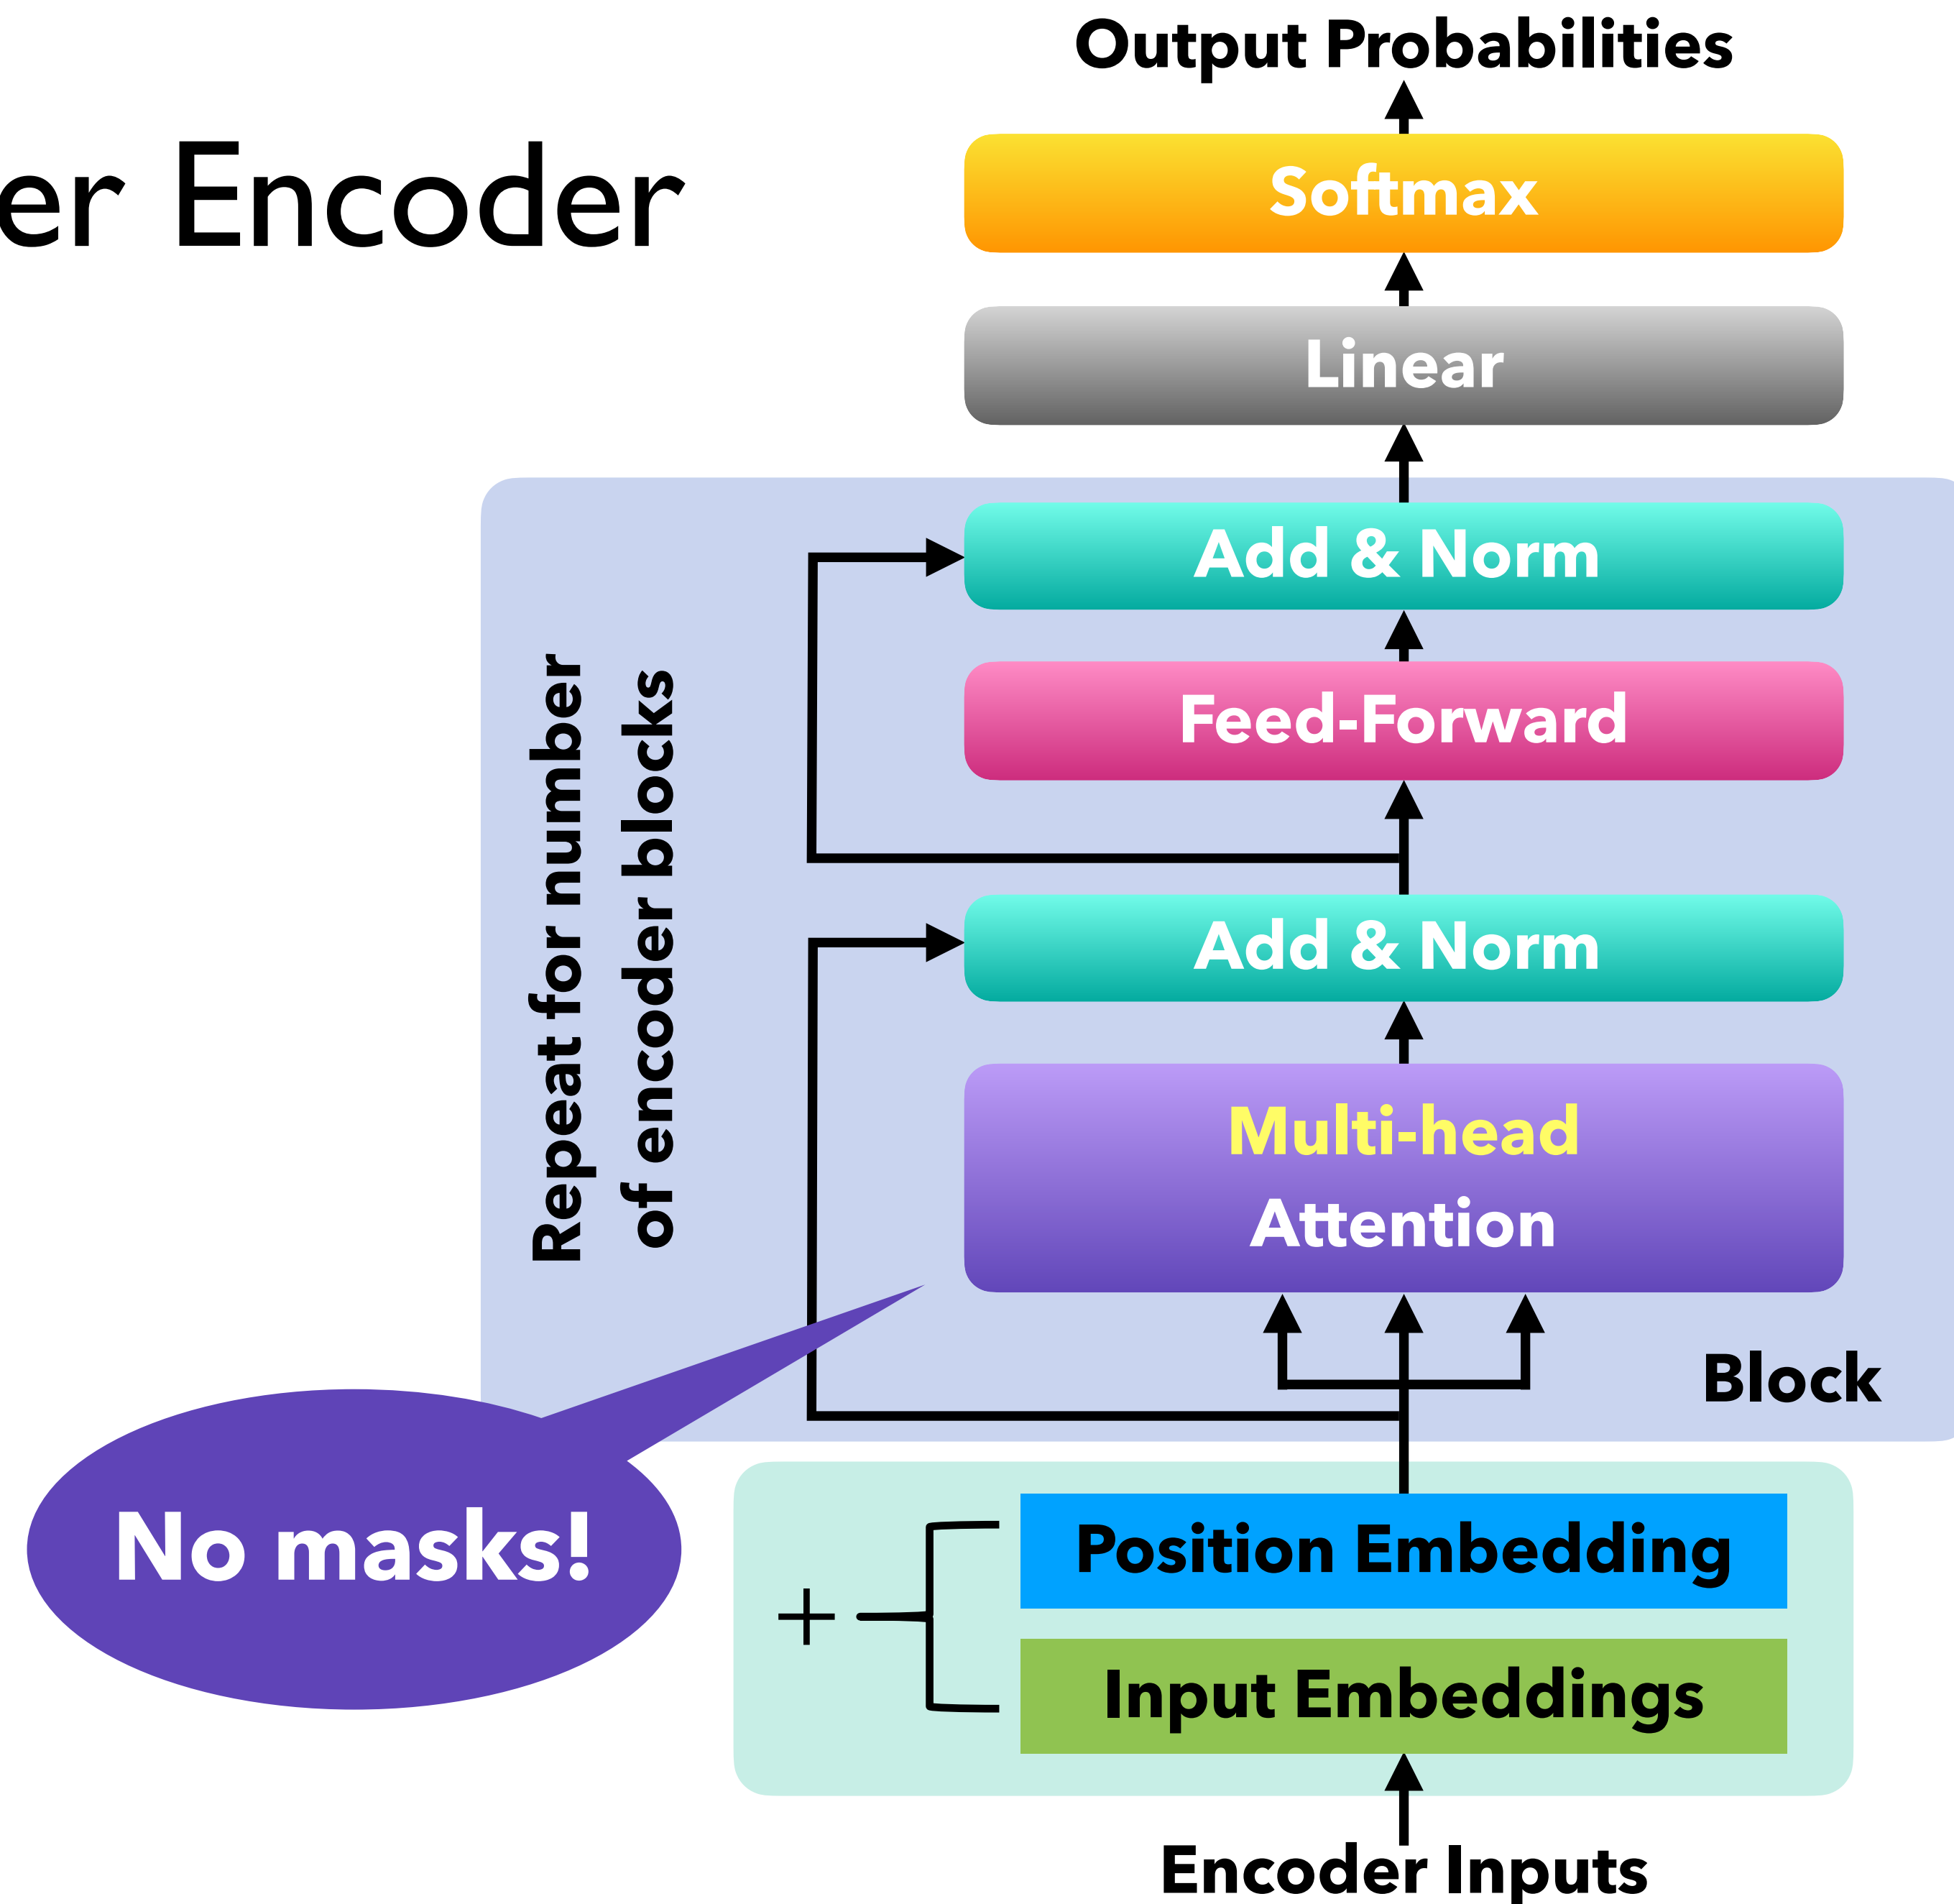 er Encoder
Output Probabilities
Softmax
Linear
Add & Norm
Feed-Forward
Repeat for number
of encoder blocks
Add & Norm
Multi-head
Attention
Block
No masks!
+
Position Embedding
Input Embeddings
Encoder Inputs